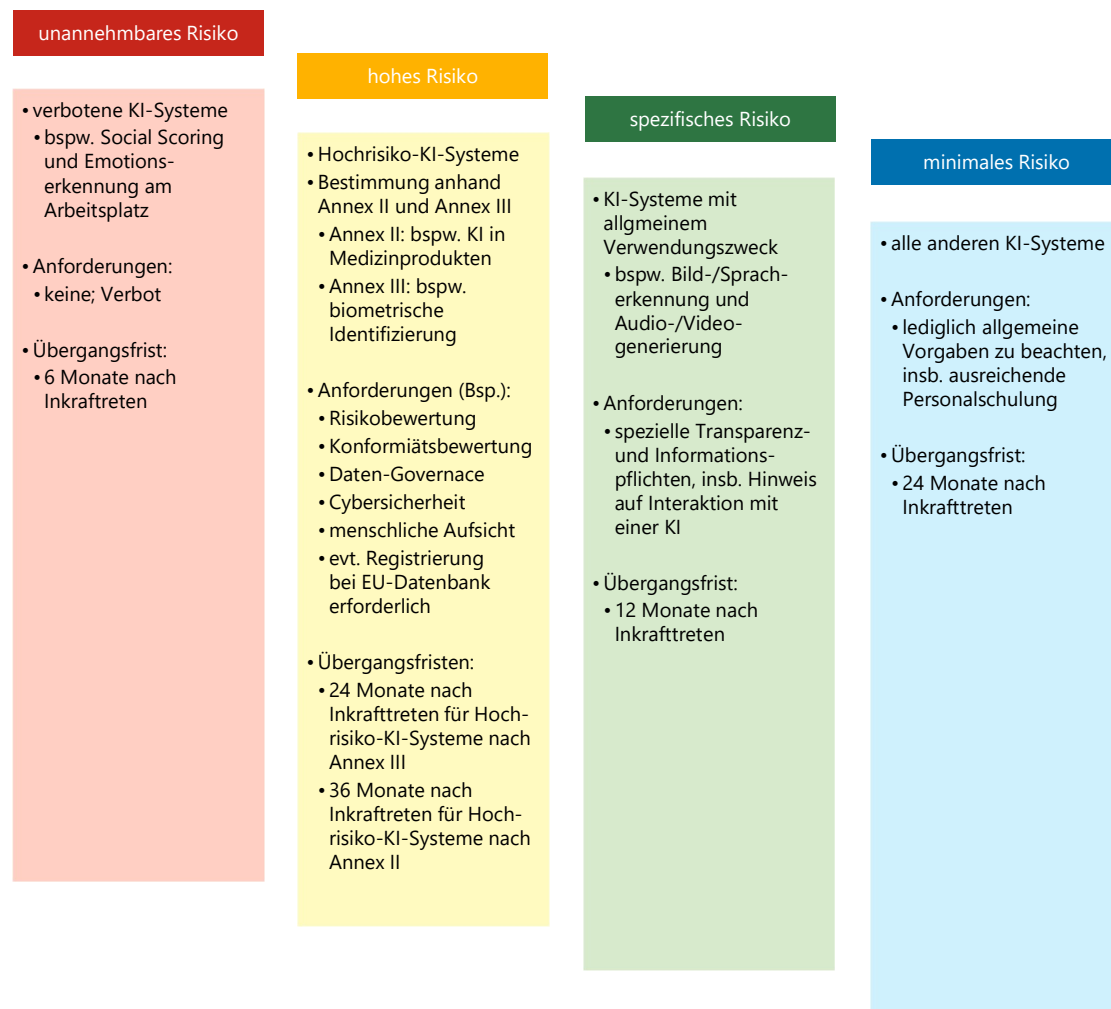 unannehmbares Risiko
• verbotene KI-Systeme
• bspw. Social Scoring
und Emotions-
erkennung am
Arbeitsplatz
• Anforderungen:
• keine; Verbot
• Übergangsfrist:
• 6 Monate nach
Inkraftreten
hohes Risiko
• Hochrisiko-KI-Systeme
• Bestimmung anhand
Annex II und Annex III
• Annex II: bspw. KI in
Medizinprodukten
• Annex III: bspw.
biometrische
Identifizierung
• Anforderungen (Bsp.):
• Risikobewertung
• Konformiätsbewertung
• Daten-Governace
• Cybersicherheit
• menschliche Aufsicht
• evt. Registrierung
bei EU-Datenbank
erforderlich
• Übergangsfristen:
• 24 Monate nach
Inkrafttreten für Hoch-
risiko-KI-Systeme nach
Annex III
• 36 Monate nach
Inkraftreten für Hoch-
risiko-KI-Systeme nach
Annex II
spezifisches Risiko
• KI-Systeme mit
allgmeinem
Verwendungszweck
• bspw. Bild-/Sprach-
erkennung und
Audio-/Video-
generierung
• Anforderungen:
• spezielle Transparenz-
und Informations-
pflichten, insb. Hinweis
auf Interaktion mit
einer KI
• Übergangsfrist:
• 12 Monate nach
Inkrafttreten
minimales Risiko
• alle anderen KI-Systeme
• Anforderungen:
• lediglich allgemeine
Vorgaben zu beachten,
insb. ausreichende
Personalschulung
• Übergangsfrist:
• 24 Monate nach
Inkrafttreten